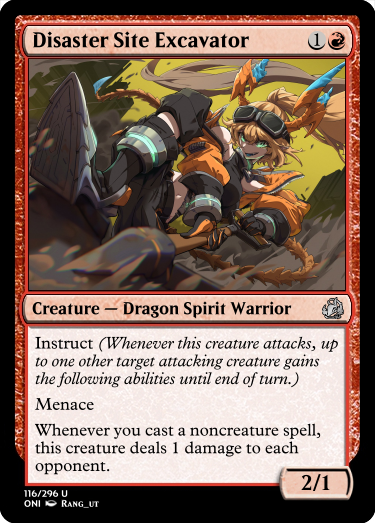 Disaster Site Excavator 1
Creature — Dragon Spirit Warrior
Instruct (Whenever this creature attacks, up
to one other target attacking creature gains
the following abilities until end of turn.)
Menace
Whenever you cast a noncreature spell,
this creature deals 1 damage to each
opponent.
2/1
116/296 U
ONI RANG_UT